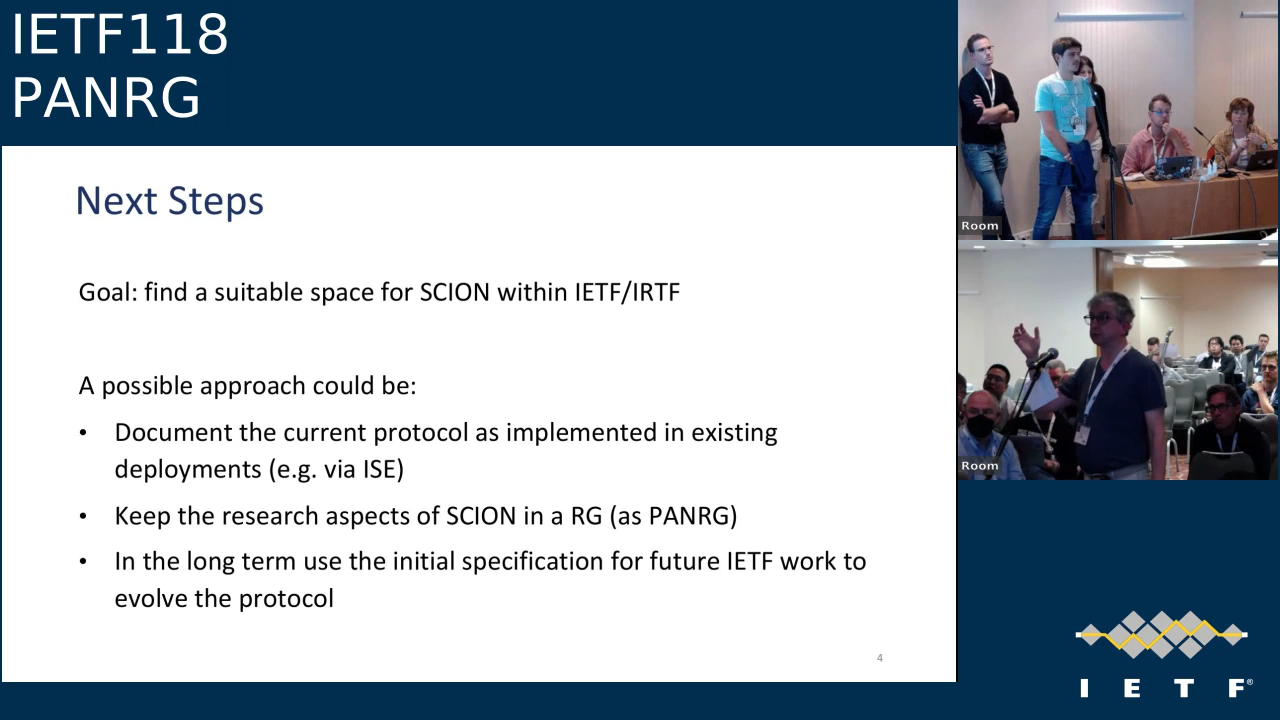 IETF118
PANRG
Next Steps
Goal: find a suitable space for SCION within IETF/IRTF
A possible approach could be:
• Document the current protocol as implemented in existing
deployments (e.g. via ISE)
• Keep the research aspects of SCION in a RG (as PANRG)
• In the long term use the initial specification for future IETF work to
evolve the protocol
4
Room
Room
I E T F®